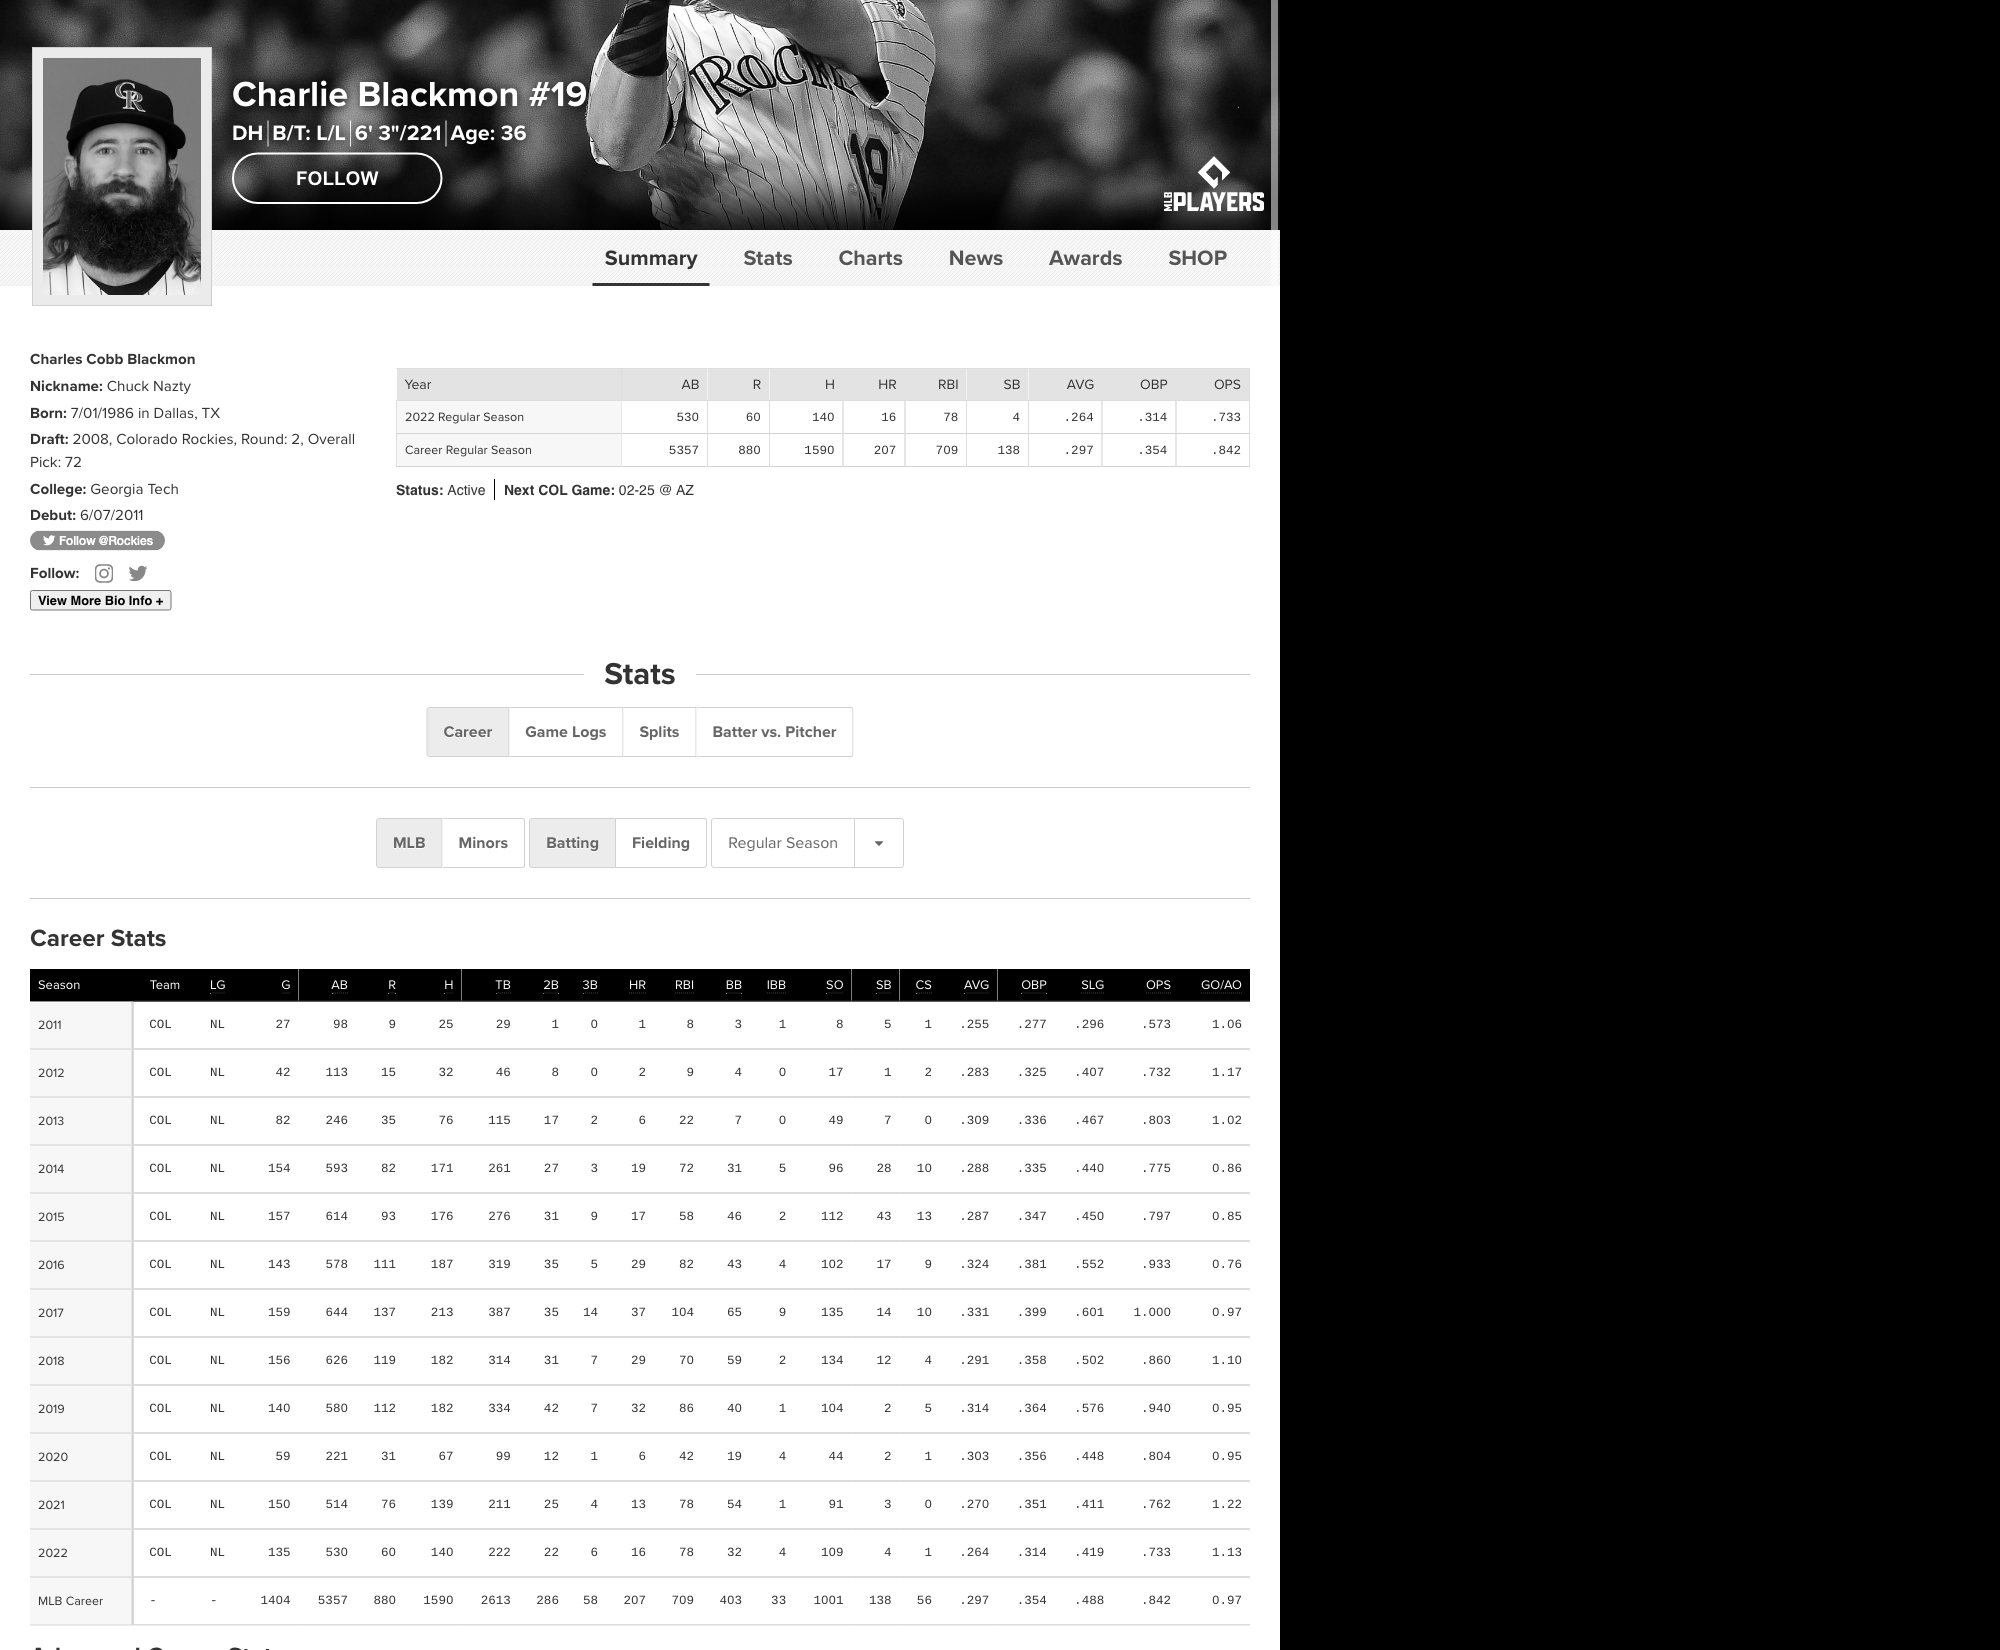 ROCK
Charlie Blackmon #19
DH B/T: L/L 6' 3"/221 Age: 36
FOLLOW
19
CR
MLB PLAYERS
Summary Stats Charts News Awards SHOP
Charles Cobb Blackmon
Nickname: Chuck Nazty
Born: 7/01/1986 in Dallas, TX
Draft: 2008, Colorado Rockies, Round: 2, Overall
Pick: 72
College: Georgia Tech
Debut: 6/07/2011
Follow @Rockies
Follow:
View More Bio Info +
Year AB R H HR RBI SB AVG OBP OPS
2022 Regular Season 530 60 140 16 78 4 .264 .314 .733
Career Regular Season 5357 880 1590 207 709 138 .297 .354 .842
Status: Active Next COL Game: 02-25 @ AZ
Stats
Career Game Logs Splits Batter vs. Pitcher
MLB Minors Batting Fielding Regular Season
Career Stats
Season Team LG G AB R H TB 2B 3B HR RBI BB IBB SO SB CS AVG OBP SLG OPS GO/AO
2011 COL NL 27 98 9 25 29 1 0 1 8 3 1 8 5 1 .255 .277 .296 .573 1.06
2012 COL NL 42 113 15 32 46 8 0 2 9 4 0 17 1 2 .283 .325 .407 .732 1.17
2013 COL NL 82 246 35 76 115 17 2 6 22 7 0 49 7 0 .309 .336 .467 .803 1.02
2014 COL NL 154 593 82 171 261 27 3 19 72 31 5 96 28 10 .288 .335 .440 .775 0.86
2015 COL NL 157 614 93 176 276 31 9 17 58 46 2 112 43 13 .287 .347 .450 .797 0.85
2016 COL NL 143 578 111 187 319 35 5 29 82 43 4 102 17 9 .324 .381 .552 .933 0.76
2017 COL NL 159 644 137 213 387 35 14 37 104 65 9 135 14 10 .331 .399 .601 1.000 0.97
2018 COL NL 156 626 119 182 314 31 7 29 70 59 2 134 12 4 .291 .358 .502 .860 1.10
2019 COL NL 140 580 112 182 334 42 7 32 86 40 1 104 2 5 .314 .364 .576 .940 0.95
2020 COL NL 59 221 31 67 99 12 1 6 42 19 4 44 2 1 .303 .356 .448 .804 0.95
2021 COL NL 150 514 76 139 211 25 4 13 78 54 1 91 3 0 .270 .351 .411 .762 1.22
2022 COL NL 135 530 60 140 222 22 6 16 78 32 4 109 4 1 .264 .314 .419 .733 1.13
MLB Career - - 1404 5357 880 1590 2613 286 58 207 709 403 33 1001 138 56 .297 .354 .488 .842 0.97